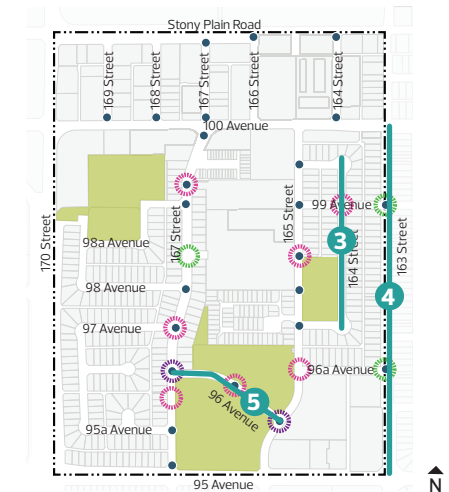 Stony Plain Road
169 Street
168 Street
167 Street
166 Street
164 Street
100 Avenue
170 Street
167 Street
165 Street
99 Avenue
164 Street
163 Street
3
98a Avenue
98 Avenue
4
97 Avenue
96a Avenue
96 Avenue
5
95a Avenue
95 Avenue
N